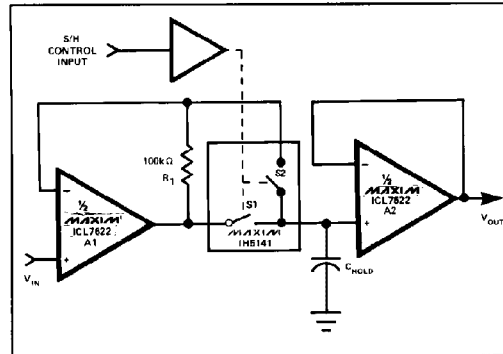 S/H
CONTROL
INPUT
100kΩ
R1
S2
S1
MAXIM
IH5141
½
MAXIM
ICL7622
A1
VIN
½
MAXIM
ICL7622
A2
VOUT
CHOLD